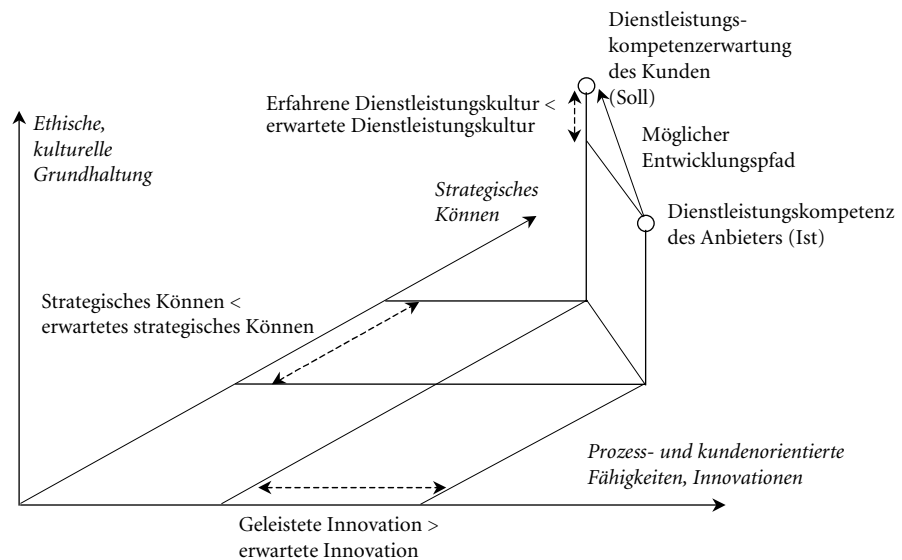 Dienstleistungs-
kompetenzerwartung
des Kunden
(Soll)
Erfahrene Dienstleistungskultur <
erwartete Dienstleistungskultur
Ethische,
kulturelle
Grundhaltung
Möglicher
Entwicklungspfad
Strategisches
Können
Dienstleistungskompetenz
des Anbieters (Ist)
Strategisches Können <
erwartetes strategisches Können
Prozess- und kundenorientierte
Fähigkeiten, Innovationen
Geleistete Innovation >
erwartete Innovation